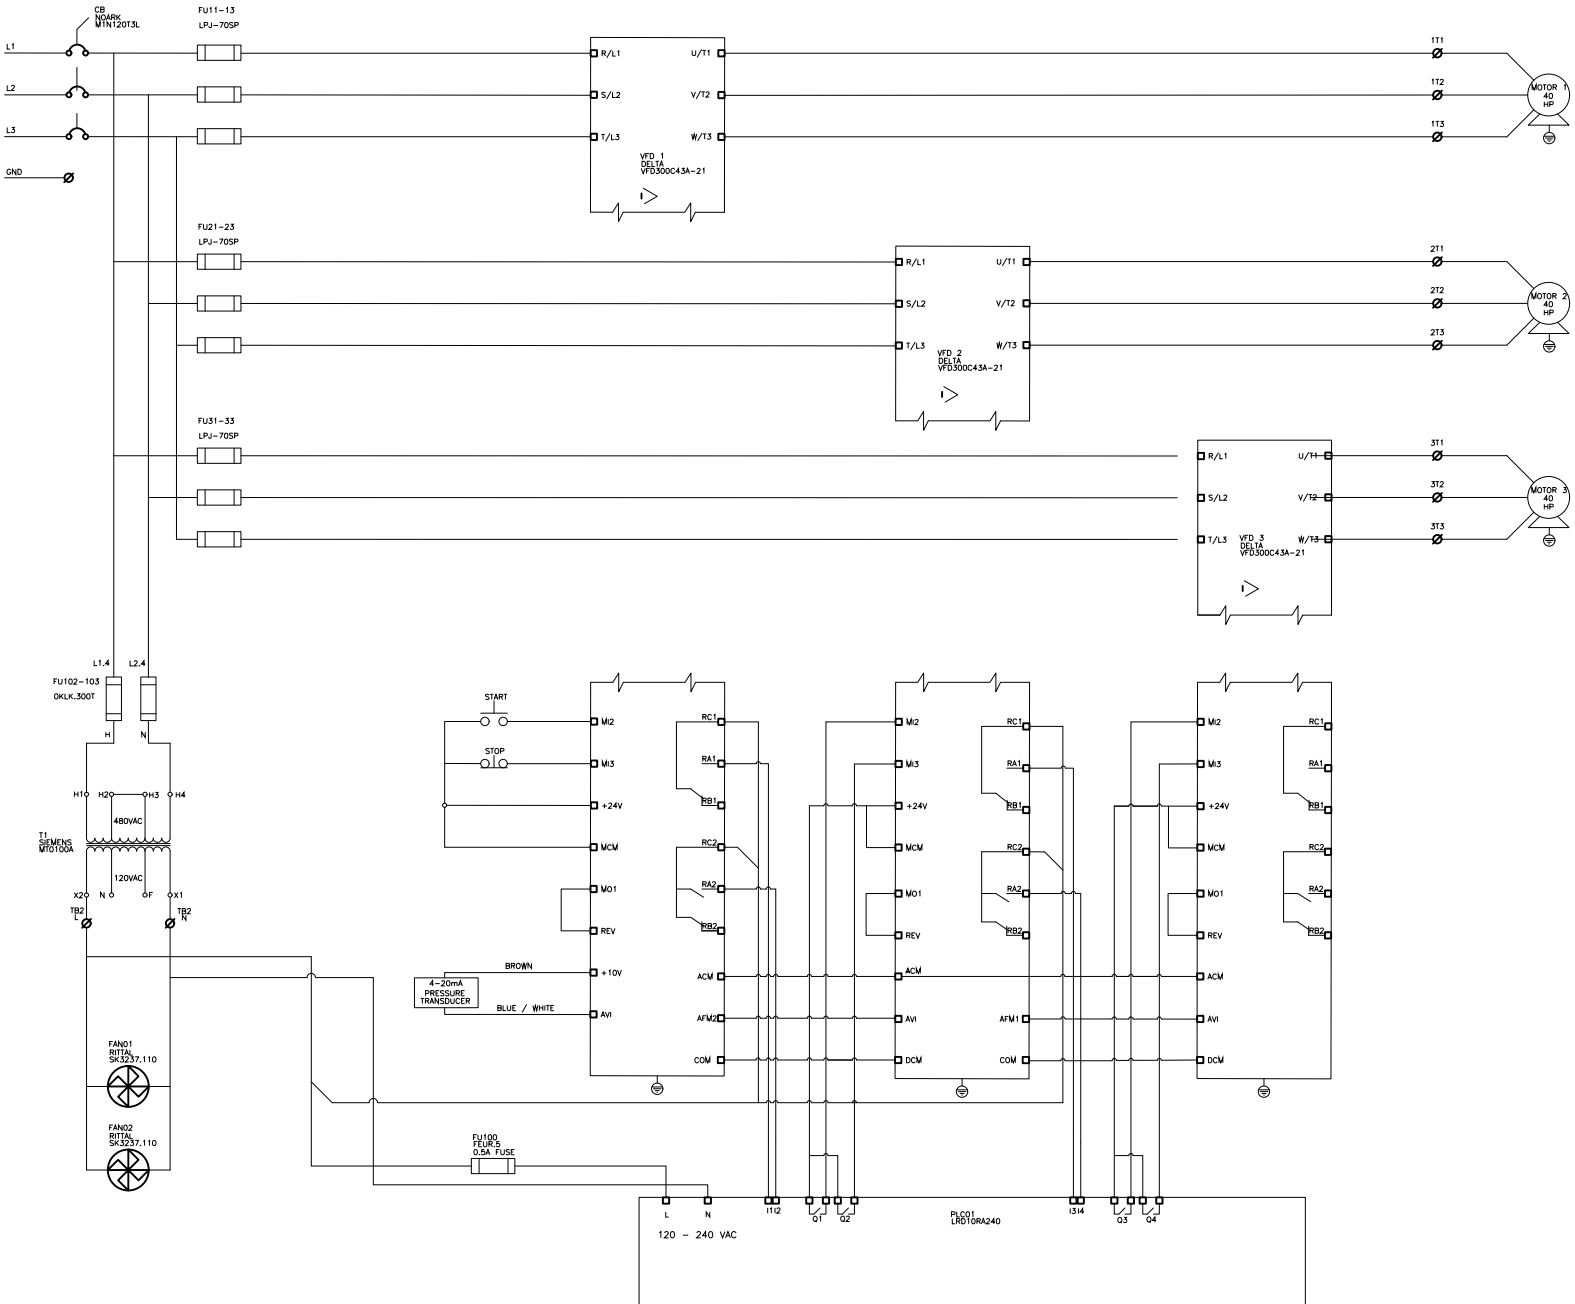 CB
NOARK
M1N120T3L
FU11-13
LPJ-70SP
L1
L2
L3
GND
R/L1
U/T1
S/L2
V/T2
T/L3
W/T3
VFD 1
DELTA
VFD300C43A-21
1T1
1T2
1T3
MOTOR 1
40
HP
FU21-23
LPJ-70SP
R/L1
U/T1
S/L2
V/T2
T/L3
W/T3
VFD 2
DELTA
VFD300C43A-21
2T1
2T2
2T3
MOTOR 2
40
HP
FU31-33
LPJ-70SP
R/L1
U/T1
S/L2
V/T2
T/L3
W/T3
VFD 3
DELTA
VFD300C43A-21
3T1
3T2
3T3
MOTOR 3
40
HP
L1.4
L2.4
FU102-103
OKLK.300T
H
N
H1
H2
H3
H4
480VAC
T1
SIEMENS
MT0100A
120VAC
X2
N
F
X1
TB2
L
TB2
N
FAN01
RITTAL
SK3237.110
FAN02
RITTAL
SK3237.110
START
STOP
MI2
MI3
+24V
MCM
MO1
REV
+10V
AVI
RC1
RA1
RB1
RC2
RA2
RB2
ACM
AFM2
COM
BROWN
4-20mA
PRESSURE
TRANSDUCER
BLUE / WHITE
MI2
MI3
+24V
MCM
MO1
REV
ACM
AVI
DCM
RC1
RA1
RB1
RC2
RA2
RB2
AFM1
COM
MI2
MI3
+24V
MCM
MO1
REV
ACM
AVI
DCM
RC1
RA1
RB1
RC2
RA2
RB2
FU100
FEUR.5
0.5A FUSE
L
N
I1
I2
Q1
Q2
PLC01
LRD10RA240
I3
I4
Q3
Q4
120 - 240 VAC